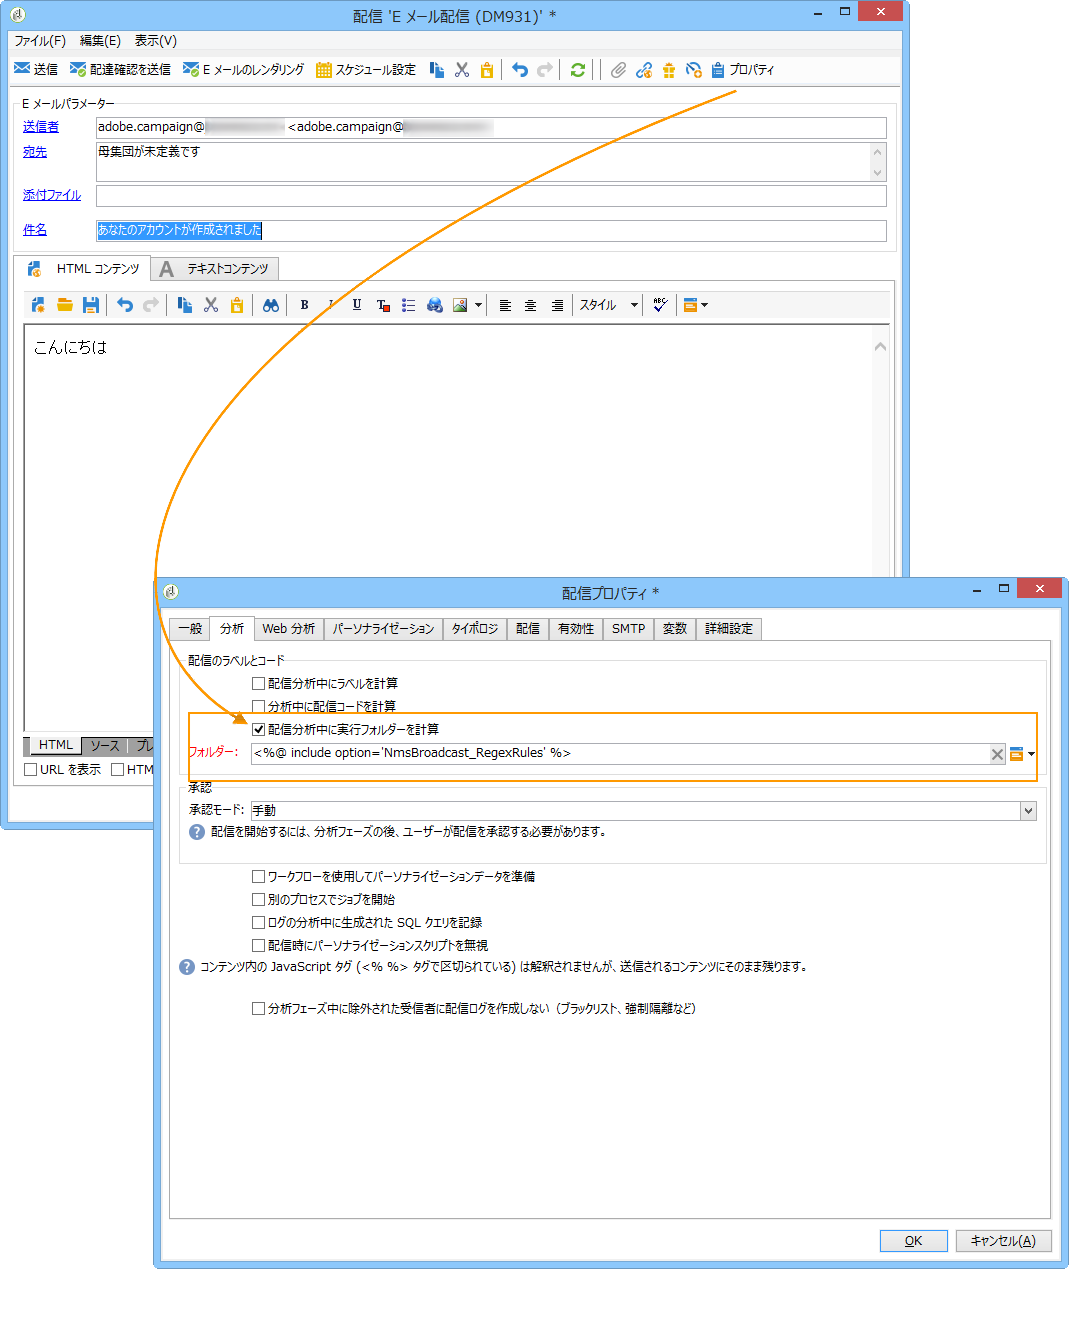 配信 'E メール配信 (DM931)' *
ファイル(F) 編集(E) 表示(V)
送信 配達確認を送信 E メールのレンダリング スケジュール設定 プロパティ
E メールパラメーター
送信者 adobe.campaign@ <adobe.campaign@
宛先 母集団が未定義です
添付ファイル
件名 あなたのアカウントが作成されました
HTML コンテンツ A テキストコンテンツ
B I U T スタイル ABC
こんにちは
配信プロパティ *
一般 分析 Web 分析 パーソナライゼーション タイポロジ 配信 有効性 SMTP 変数 詳細設定
配信のラベルとコード
配信分析中にラベルを計算
分析中に配信コードを計算
配信分析中に実行フォルダーを計算
HTML ソース プレ
フォルダー: <%@ include option='NmsBroadcast_RegexRules' %>
URL を表示 HTM
承認
承認モード: 手動
配信を開始するには、分析フェーズの後、ユーザーが配信を承認する必要があります。
ワークフローを使用してパーソナライゼーションデータを準備
別のプロセスでジョブを開始
ログの分析中に生成された SQL クエリを記録
配信時にパーソナライゼーションスクリプトを無視
コンテンツ内の JavaScript タグ (<% %> タグで区切られている) は解釈されませんが、送信されるコンテンツにそのまま残ります。
分析フェーズ中に除外された受信者に配信ログを作成しない（ブラックリスト、強制隔離など）
OK キャンセル(A)